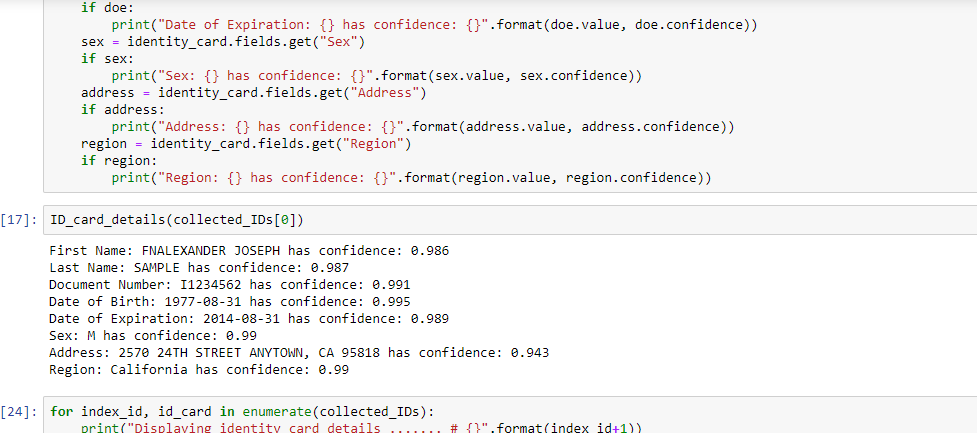 if doe:
print("Date of Expiration: {} has confidence: {}".format(doe.value, doe.confidence))
sex = identity_card.fields.get("Sex")
if sex:
print("Sex: {} has confidence: {}".format(sex.value, sex.confidence))
address = identity_card.fields.get("Address")
if address:
print("Address: {} has confidence: {}".format(address.value, address.confidence))
region = identity_card.fields.get("Region")
if region:
print("Region: {} has confidence: {}".format(region.value, region.confidence))
[17]: ID_card_details(collected_IDs[0])
First Name: FNALEXANDER JOSEPH has confidence: 0.986
Last Name: SAMPLE has confidence: 0.987
Document Number: I1234562 has confidence: 0.991
Date of Birth: 1977-08-31 has confidence: 0.995
Date of Expiration: 2014-08-31 has confidence: 0.989
Sex: M has confidence: 0.99
Address: 2570 24TH STREET ANYTOWN, CA 95818 has confidence: 0.943
Region: California has confidence: 0.99
[24]: for index_id, id_card in enumerate(collected_IDs):
print("Displaying identity card details ....... # {}".format(index_id+1))